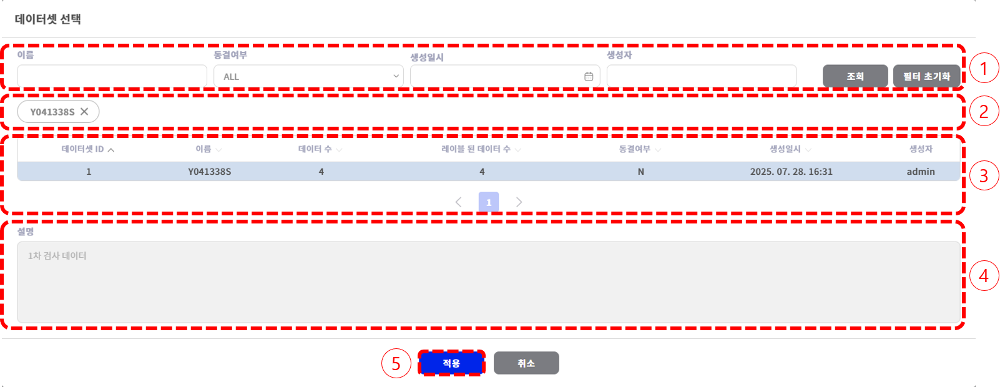 데이터셋 선택
이름 동결여부 생성일시 생성자
ALL 조회 필터 초기화 1
Y041338S 2
데이터셋 ID 이름 데이터 수 레이블 된 데이터 수 동결여부 생성일시 생성자
1 Y041338S 4 4 N 2025. 07. 28. 16:31 admin
3
1
설명
1차 검사 데이터
4
5 적용 취소